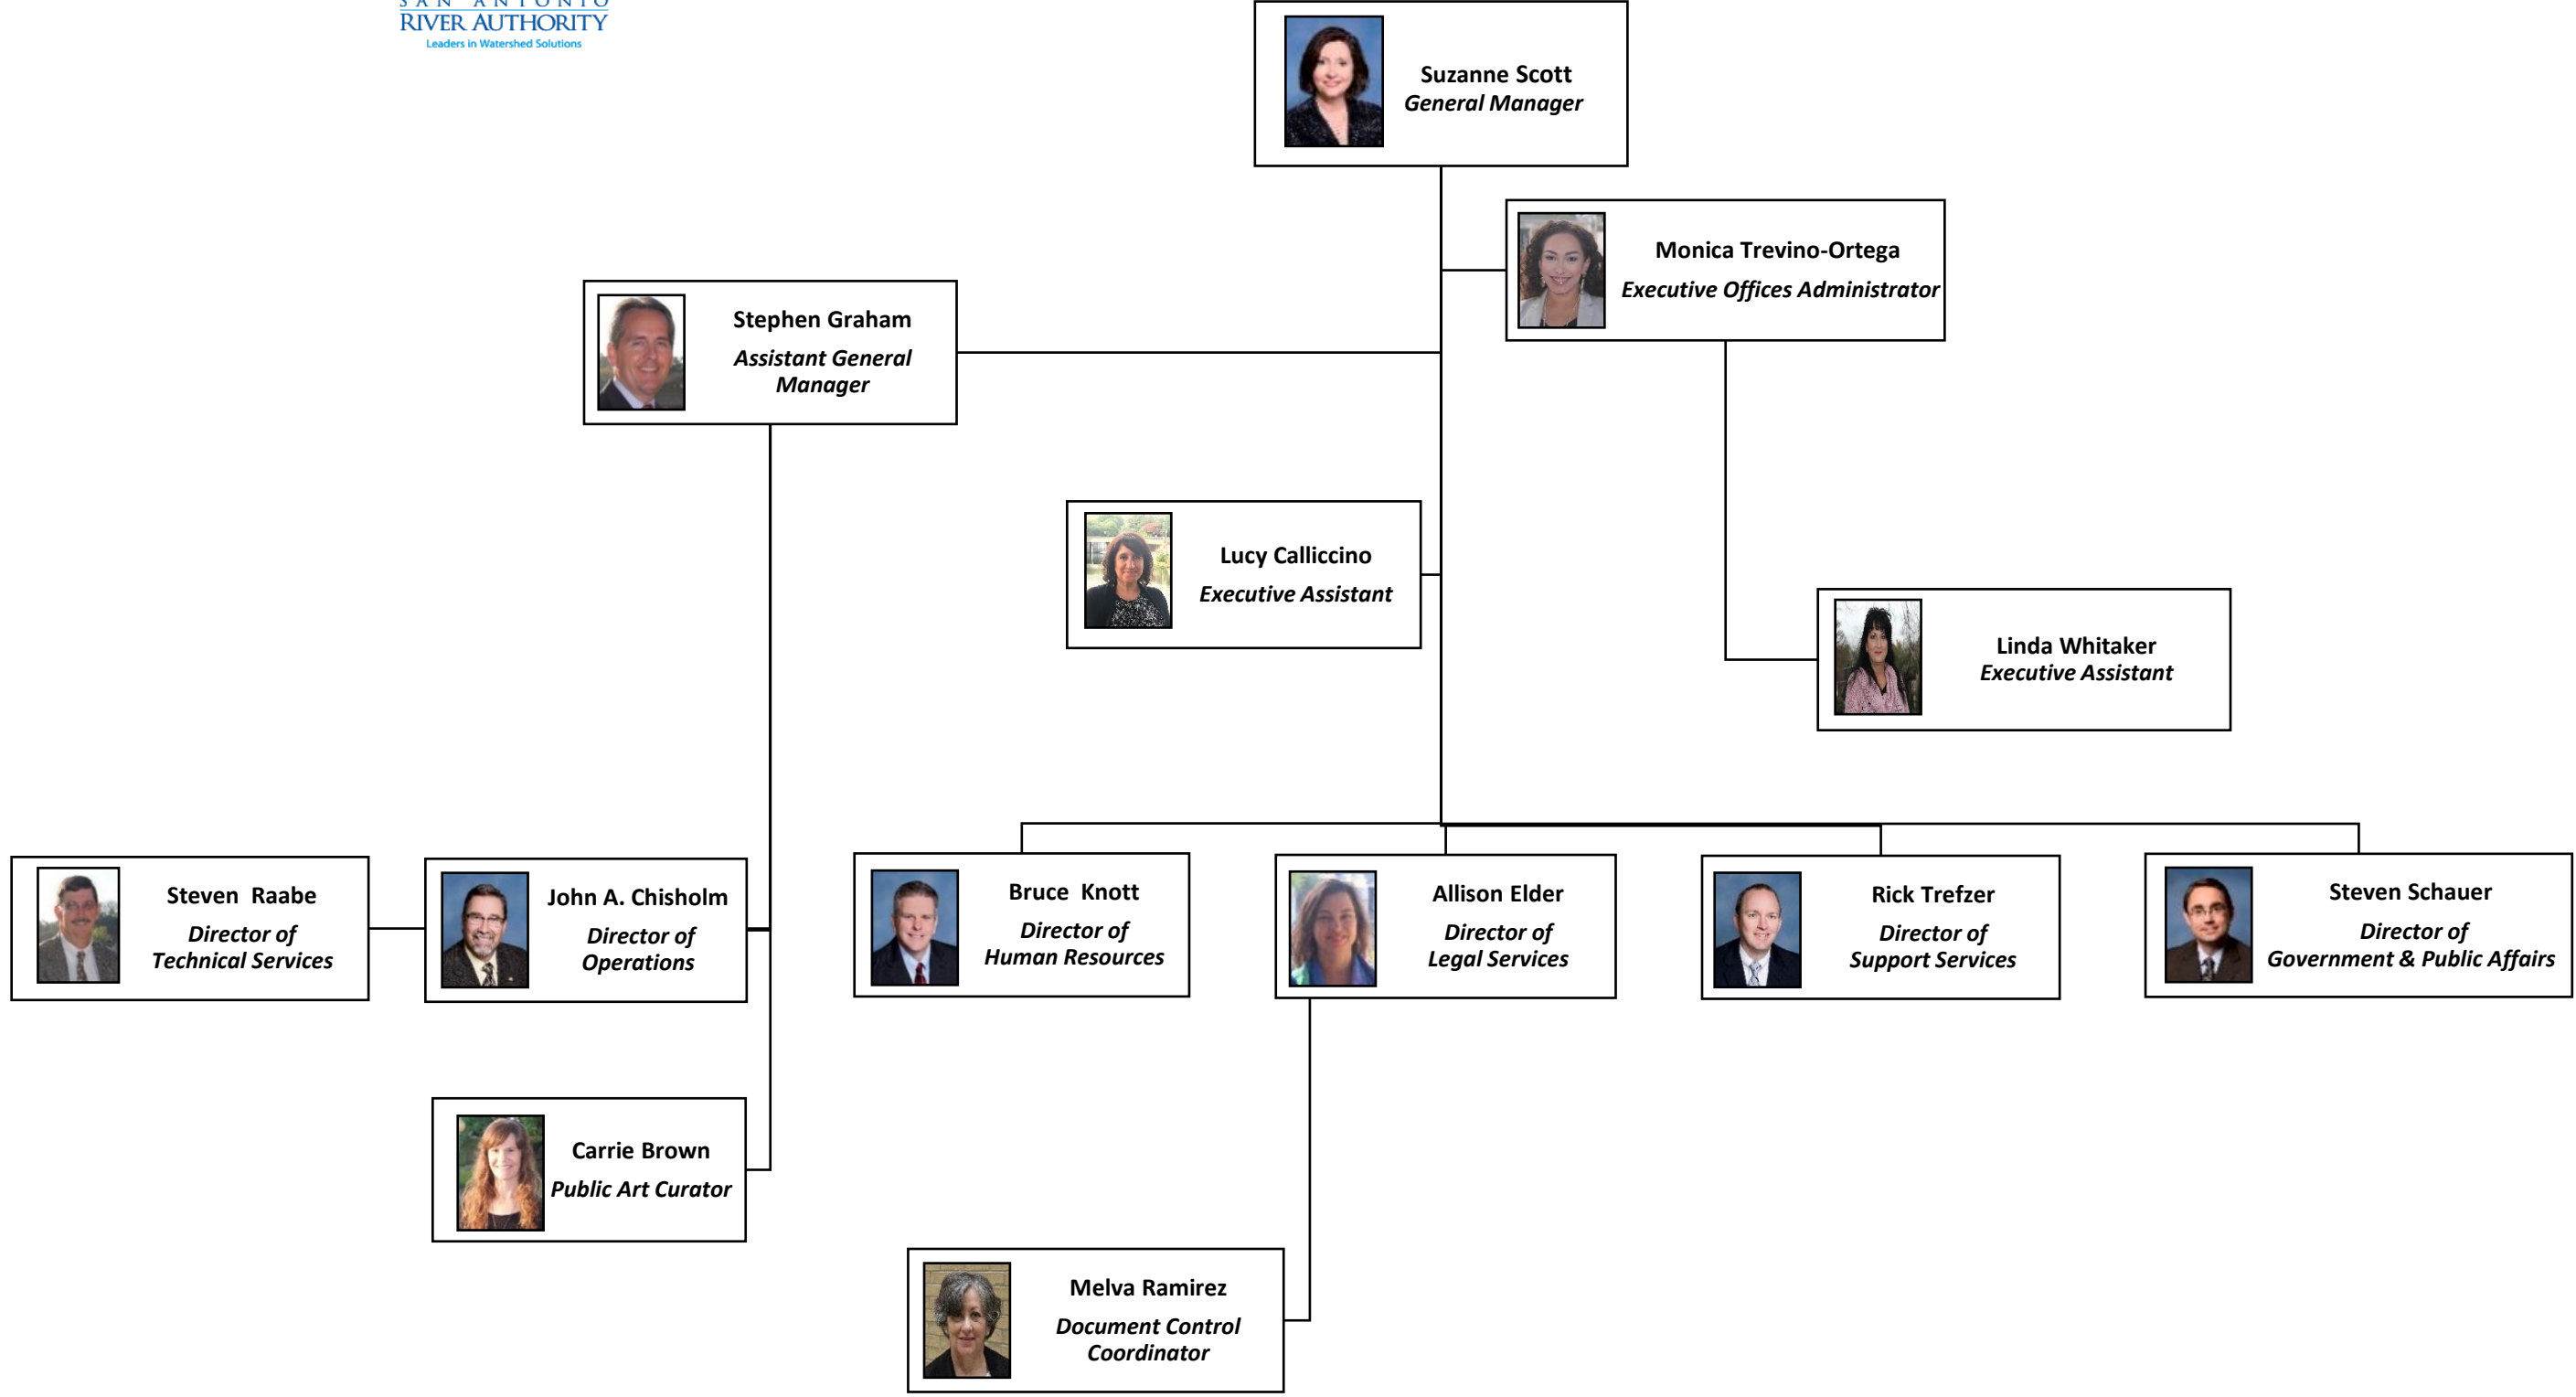 SAN ANTONIO
RIVER AUTHORITY
Leaders in Watershed Solutions
Suzanne Scott
General Manager
Monica Trevino-Ortega
Executive Offices Administrator
Stephen Graham
Assistant General
Manager
Lucy Calliccino
Executive Assistant
Linda Whitaker
Executive Assistant
Steven Raabe
Director of
Technical Services
John A. Chisholm
Director of
Operations
Bruce Knott
Director of
Human Resources
Allison Elder
Director of
Legal Services
Rick Trefzer
Director of
Support Services
Steven Schauer
Director of
Government & Public Affairs
Carrie Brown
Public Art Curator
Melva Ramirez
Document Control
Coordinator